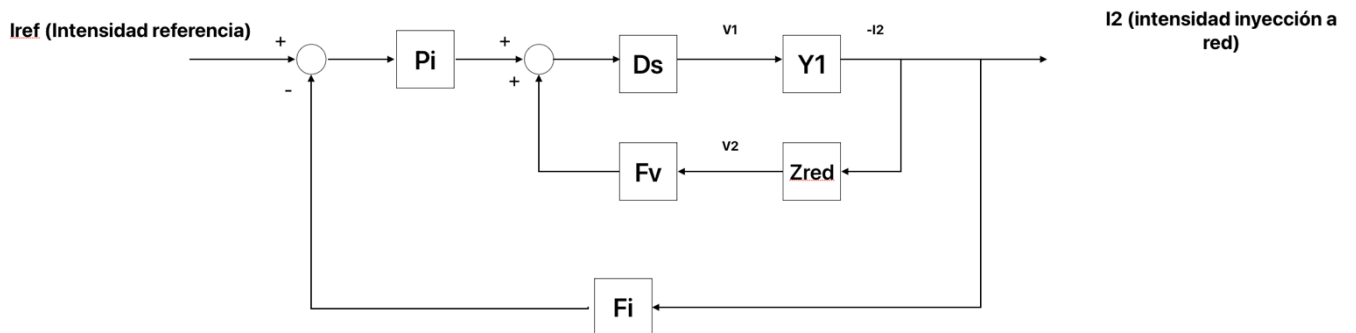 Iref (Intensidad referencia)
I2 (intensidad inyección a
red)
+
-
Pi
+
+
Ds
V1
Y1
-I2
Fv
V2
Zred
Fi